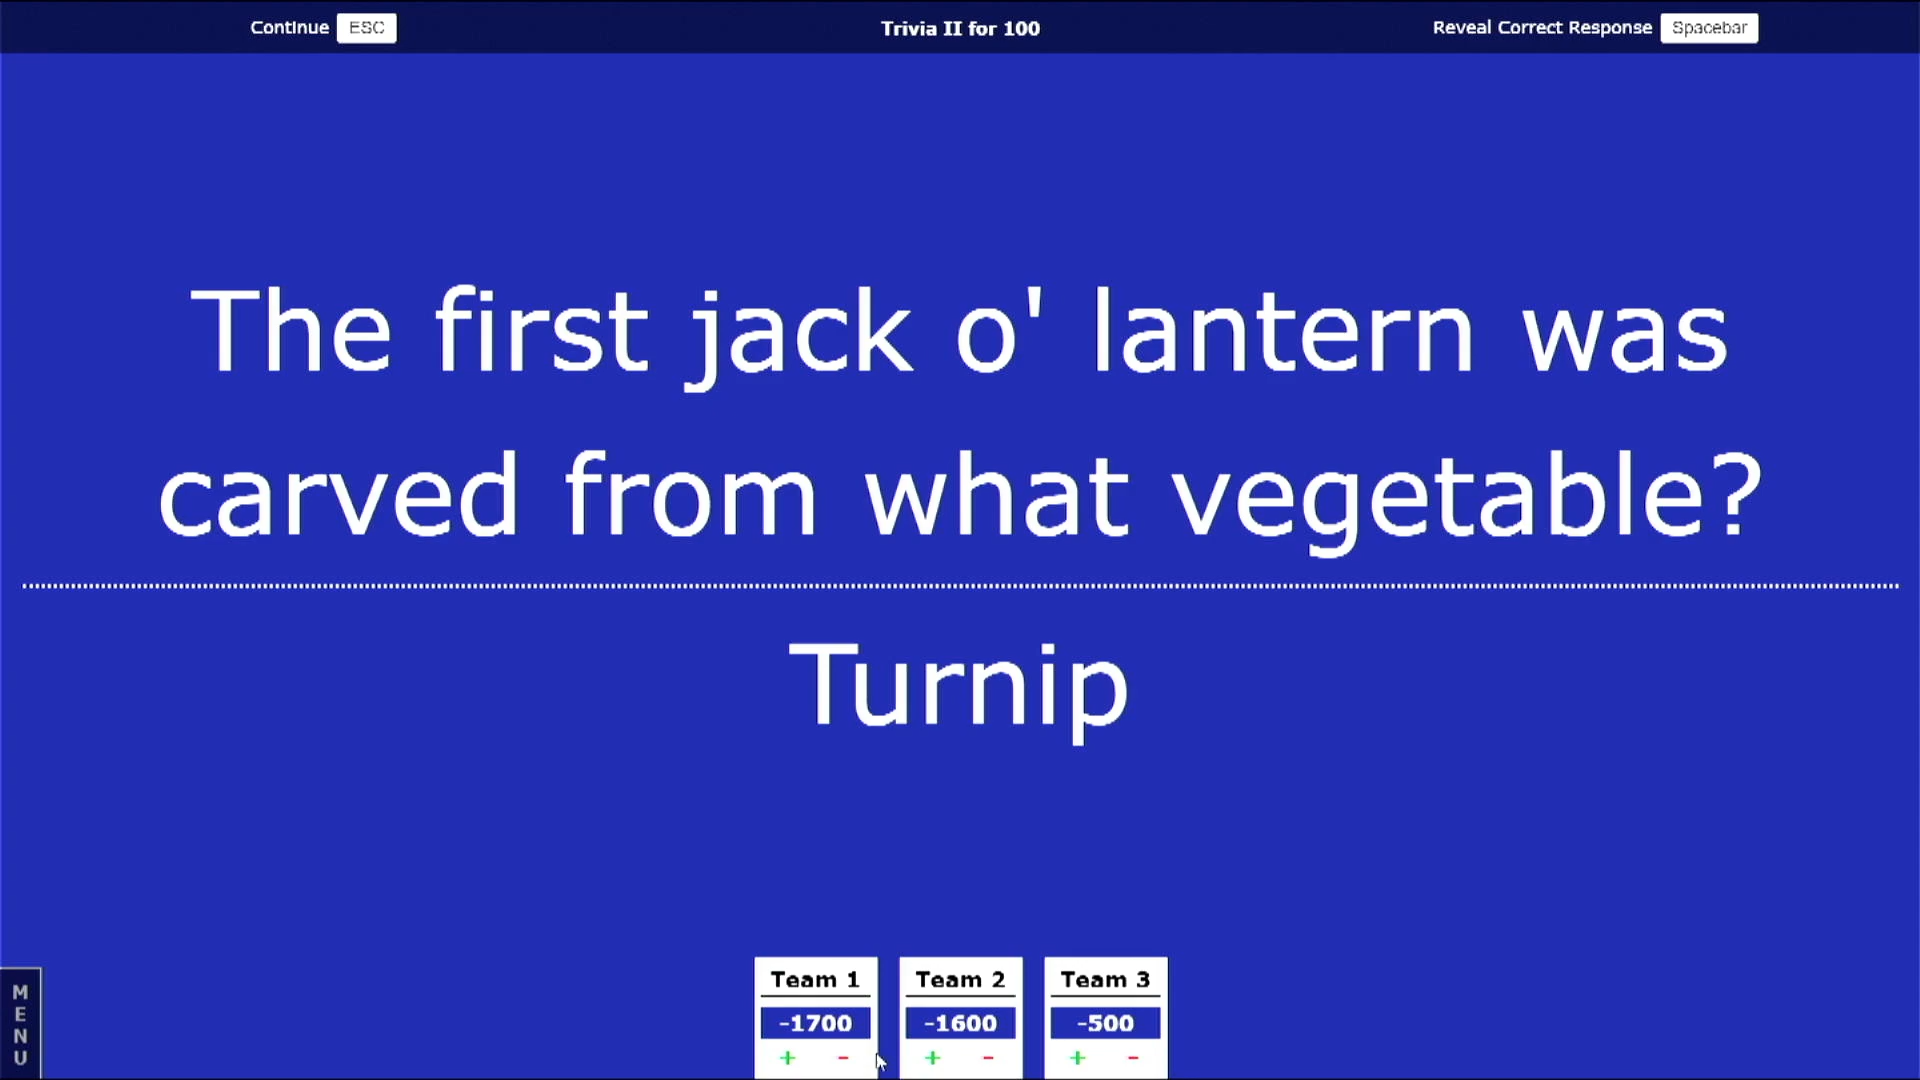 Continue ESC
Trivia II for 100
Reveal Correct Response Spacebar
The first jack o' lantern was
carved from what vegetable?
Turnip
MENU
Team 1 Team 2 Team 3
-1700 -1600 -500
+ - + - + -